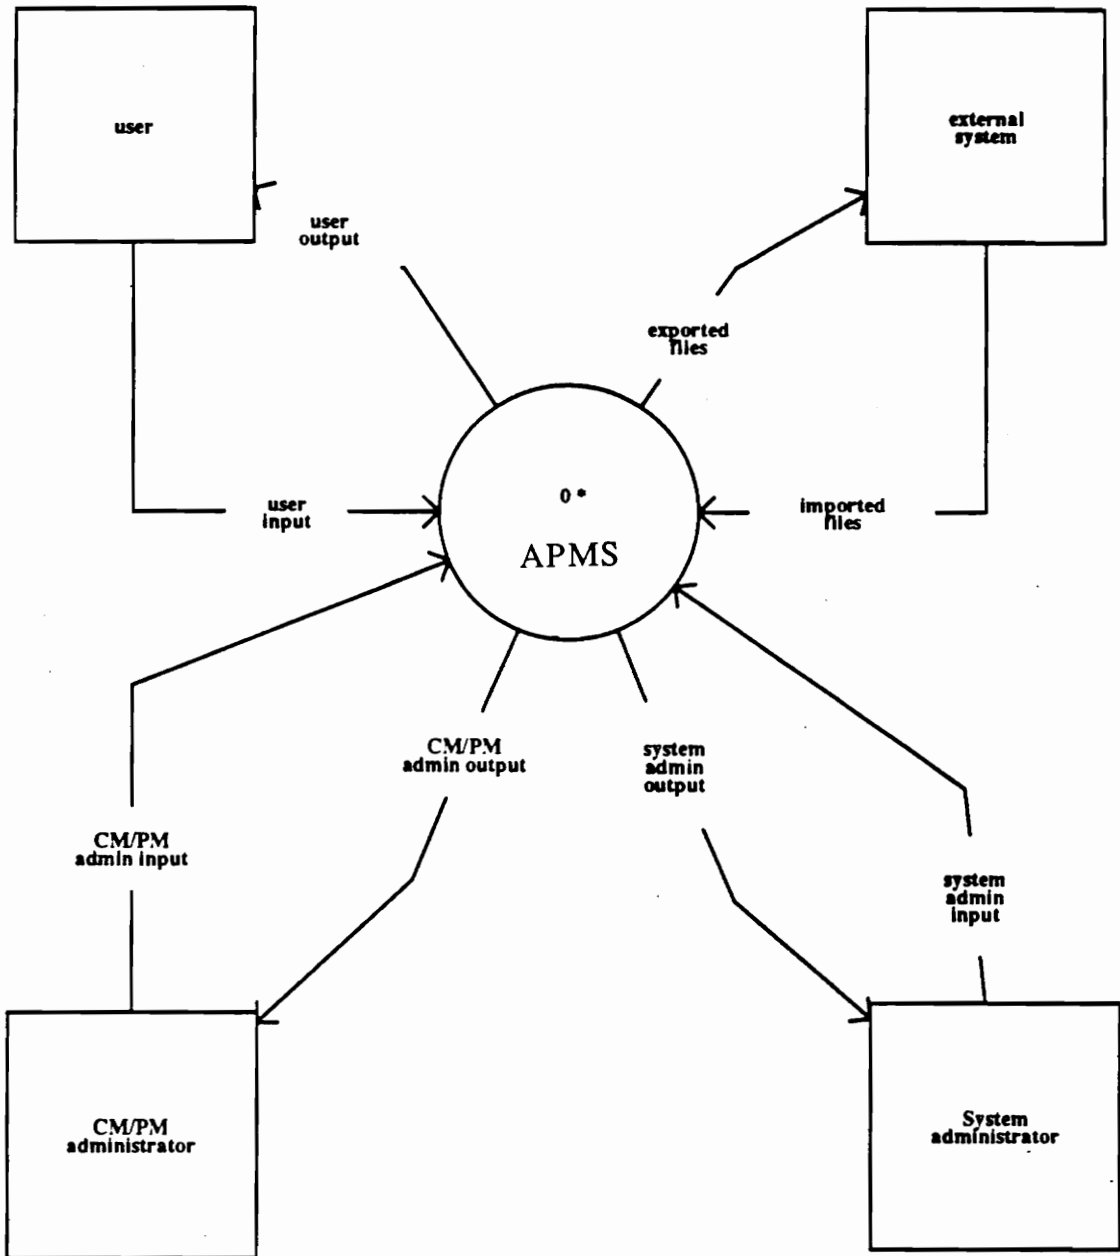 user
external
system
user
output
exported
files
0 *
APMS
user
input
imported
files
CM/PM
admin output
system
admin
output
CM/PM
admin input
system
admin
input
CM/PM
administrator
System
administrator